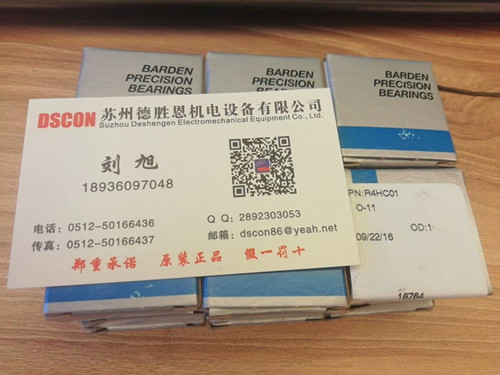 BARDEN
PRECISION
BEARINGS
BARDEN
PRECISION
BEARINGS
BARDEN
PRECISION
BEARINGS
DSCON 苏州德胜恩机电设备有限公司
Suzhou Deshengen Electromechanical Equipment Co., Ltd.
刘 旭
18936097048
电话：0512-50166436
传真：0512-50166437
Q Q：2892303053
邮箱：dscon86@yeah.net
郑重承诺 原装正品 假一罚十
PN:R4HC01
O-11
OD:1
09/22/16
16764